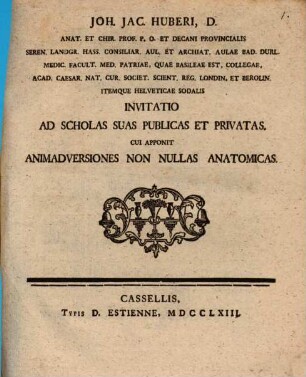 1.
JOH. JAC. HUBERI, D.
ANAT. ET CHIR. PROF. P. O. ET DECANI PROVINCIALIS
SEREN. LANDGR. HASS. CONSILIAR. AUL. ET ARCHIAT. AULAE BAD. DURL.
MEDIC. FACULT. MED. PATRIAE, QUAE BASILEAE EST, COLLEGAE,
ACAD. CAESAR. NAT. CUR. SOCIET. SCIENT. REG. LONDIN. ET BEROLIN.
ITEMQUE HELVETICAE SODALIS
INVITATIO
AD SCHOLAS SUAS PUBLICAS ET PRIVATAS,
CUI APPONIT
ANIMADVERSIONES NON NULLAS ANATOMICAS.
CASSELLIS,
TYPIS D. ESTIENNE, MDCCLXIII.